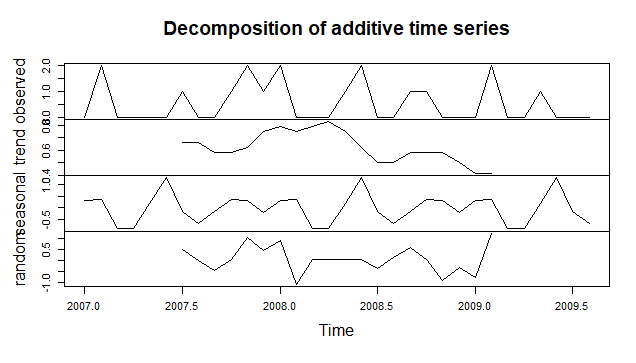 Decomposition of additive time series
observed
2.0
1.0
0.0
trend
0.8
0.6
0.4
seasonal
1.0
-0.5
random
0.5
-1.0
2007.0 2007.5 2008.0 2008.5 2009.0 2009.5
Time